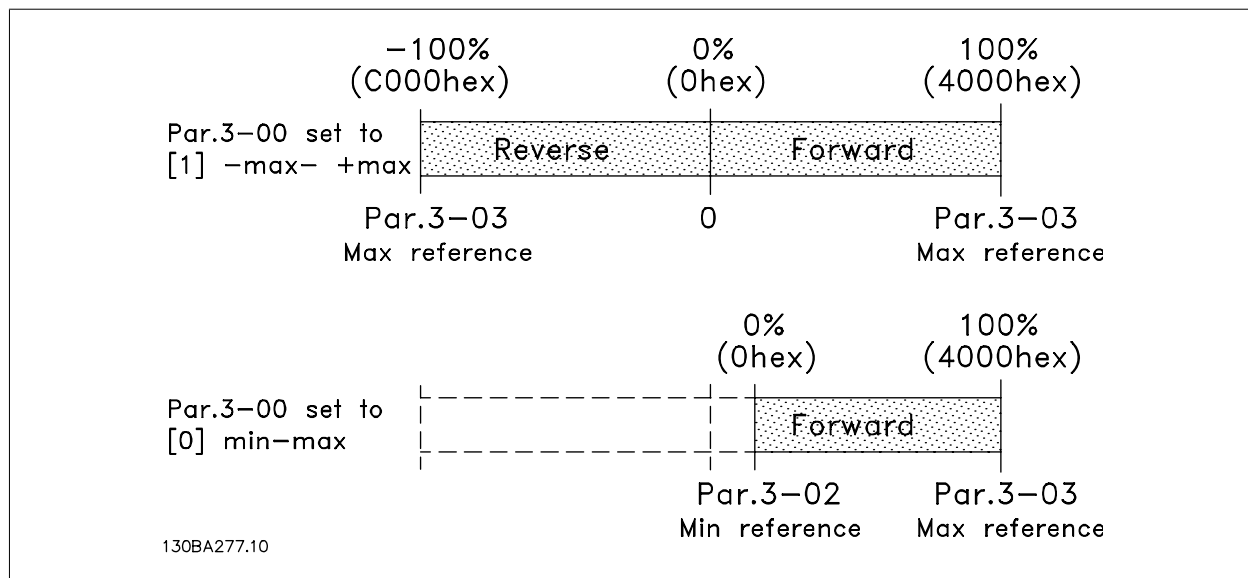 -100%
(C000hex)
0%
(0hex)
100%
(4000hex)
Par.3-00 set to
[1] -max- +max
Reverse
Forward
Par.3-03
Max reference
0
Par.3-03
Max reference
0%
(0hex)
100%
(4000hex)
Par.3-00 set to
[0] min-max
Forward
Par.3-02
Min reference
Par.3-03
Max reference
130BA277.10